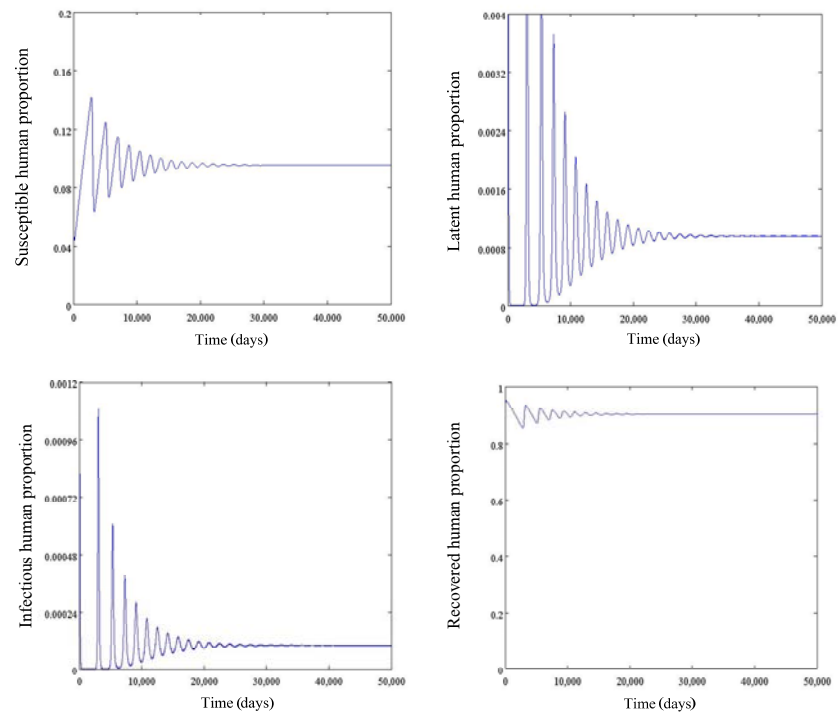 Susceptible human proportion
0.2
0.16
0.12
0.08
0.04
0
0 10,000 20,000 30,000 40,000 50,000
Time (days)
Latent human proportion
0.004
0.0032
0.0024
0.0016
0.0008
0
0 10,000 20,000 30,000 40,000 50,000
Time (days)
Infectious human proportion
0.0012
0.00096
0.00072
0.00048
0.00024
0
0 10,000 20,000 30,000 40,000 50,000
Time (days)
Recovered human proportion
1
0.8
0.6
0.4
0.2
0
0 10,000 20,000 30,000 40,000 50,000
Time (days)